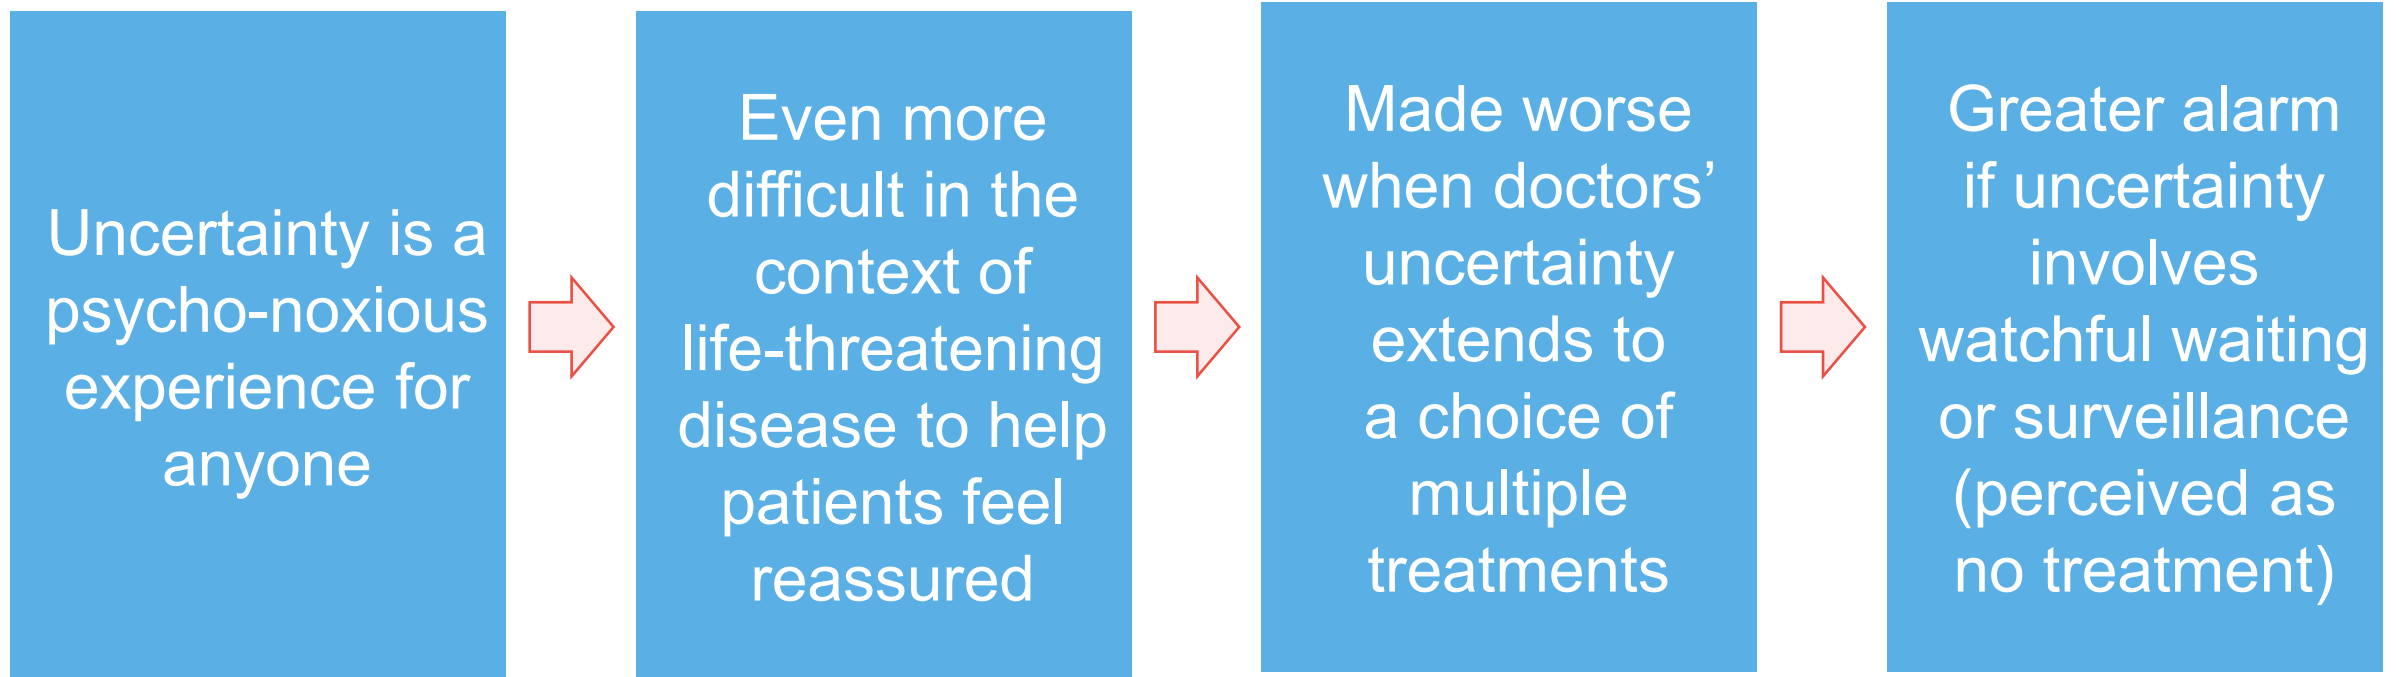 Uncertainty is a
psycho-noxious
experience for
anyone
Even more
difficult in the
context of
life-threatening
disease to help
patients feel
reassured
Made worse
when doctors’
uncertainty
extends to
a choice of
multiple
treatments
Greater alarm
if uncertainty
involves
watchful waiting
or surveillance
(perceived as
no treatment)